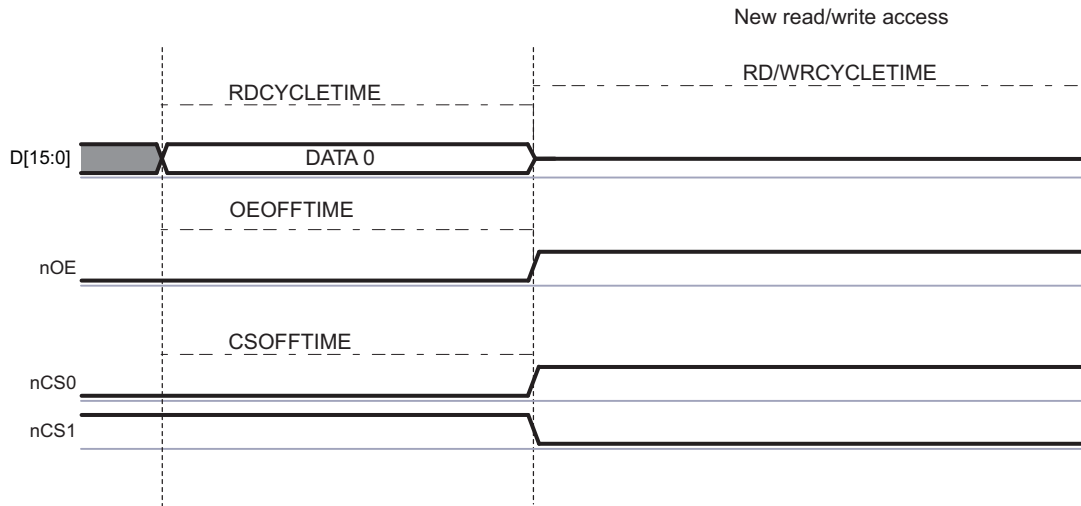 New read/write access
RDCYCLETIME
RD/WRCYCLETIME
D[15:0]
DATA 0
OEOFFTIME
nOE
CSOFFTIME
nCS0
nCS1